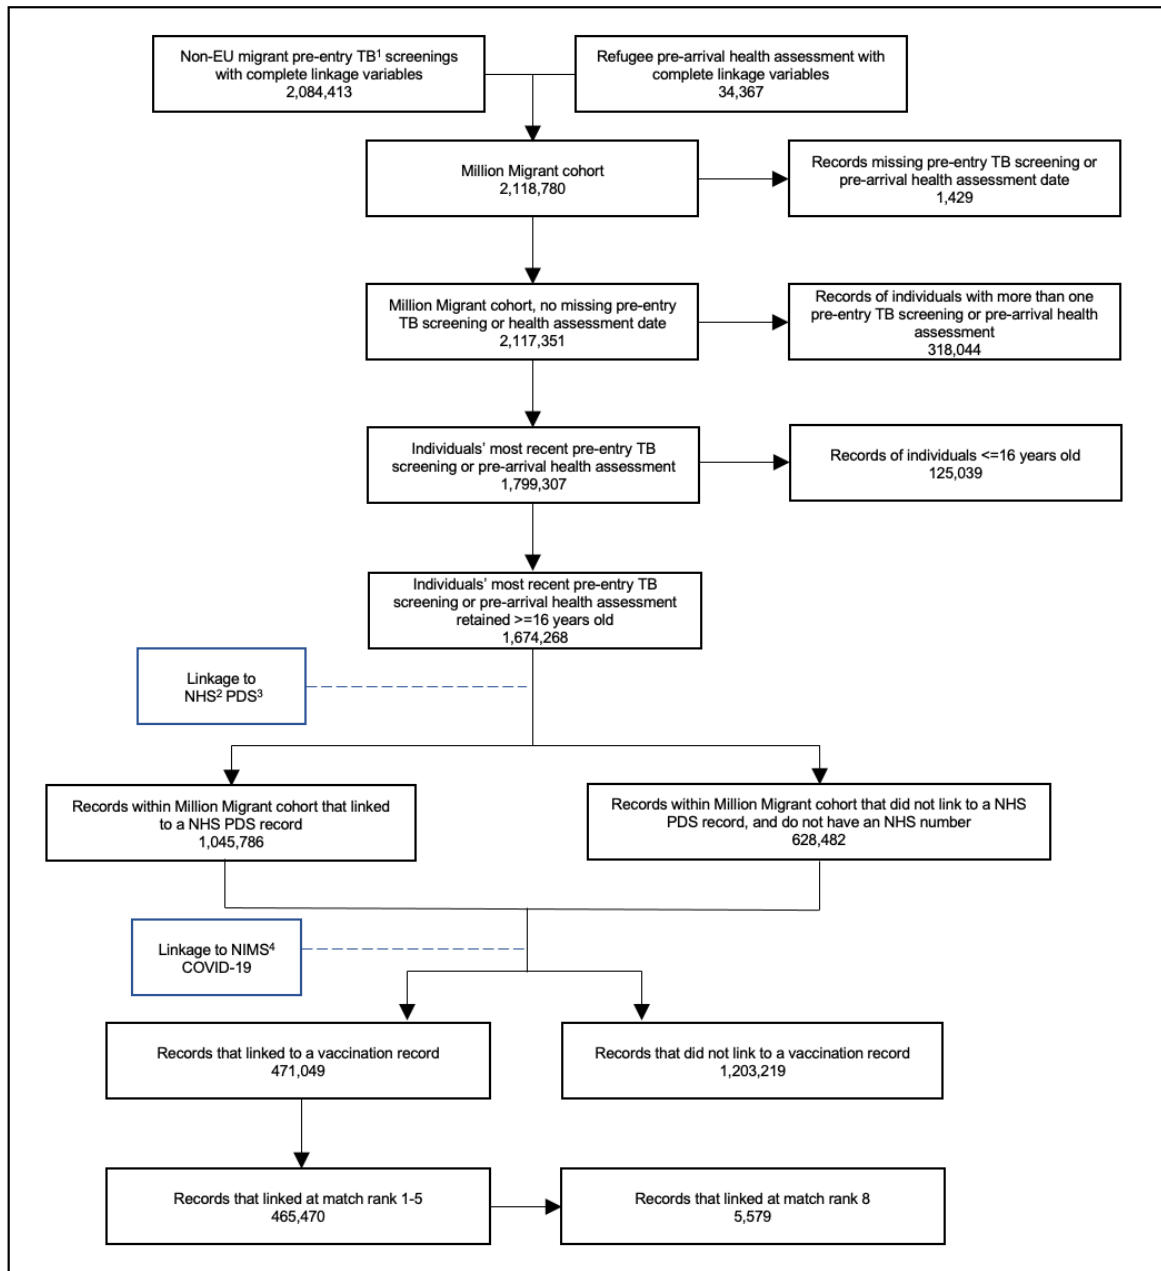 Non-EU migrant pre-entry TB¹ screenings
with complete linkage variables
2,084,413
Refugee pre-arrival health assessment with
complete linkage variables
34,367
Million Migrant cohort
2,118,780
Records missing pre-entry TB screening or
pre-arrival health assessment date
1,429
Million Migrant cohort, no missing pre-entry
TB screening or health assessment date
2,117,351
Records of individuals with more than one
pre-entry TB screening or pre-arrival health
assessment
318,044
Individuals’ most recent pre-entry TB
screening or pre-arrival health assessment
1,799,307
Records of individuals <=16 years old
125,039
Individuals’ most recent pre-entry TB
screening or pre-arrival health assessment
retained >=16 years old
1,674,268
Linkage to
NHS² PDS³
Records within Million Migrant cohort that linked
to a NHS PDS record
1,045,786
Records within Million Migrant cohort that did not link to a NHS
PDS record, and do not have an NHS number
628,482
Linkage to NIMS⁴
COVID-19
Records that linked to a vaccination record
471,049
Records that did not link to a vaccination record
1,203,219
Records that linked at match rank 1-5
465,470
Records that linked at match rank 8
5,579